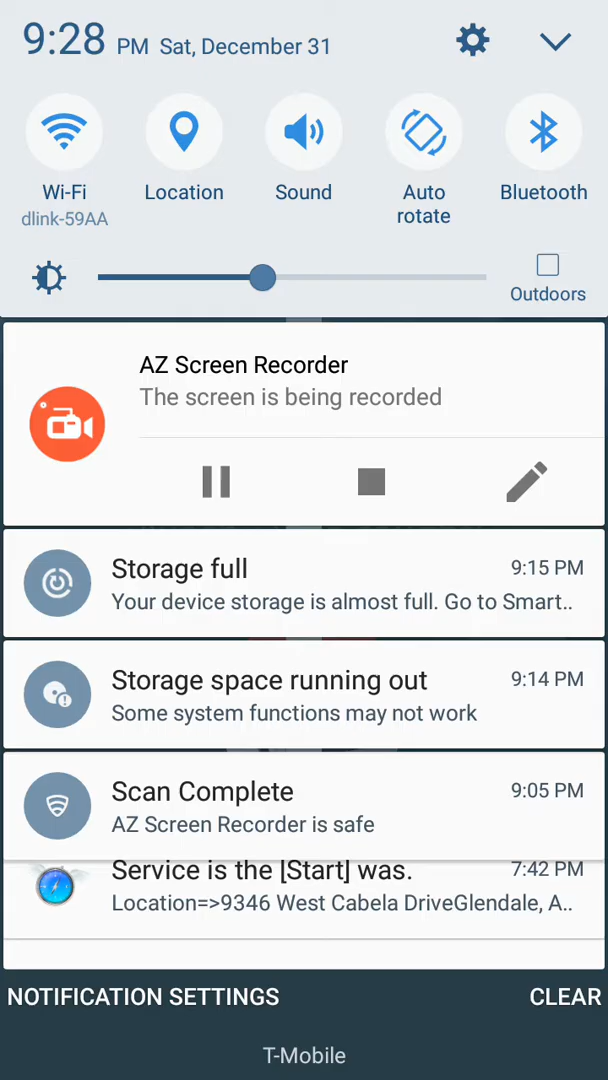 9:28 PM Sat, December 31
Wi-Fi
dlink-59AA
Location
Sound
Auto
rotate
Bluetooth
Outdoors
AZ Screen Recorder
The screen is being recorded
Storage full 9:15 PM
Your device storage is almost full. Go to Smart..
Storage space running out 9:14 PM
Some system functions may not work
Scan Complete 9:05 PM
AZ Screen Recorder is safe
Service is the [Start] was. 7:42 PM
Location=>9346 West Cabela DriveGlendale, A..
NOTIFICATION SETTINGS CLEAR
T-Mobile